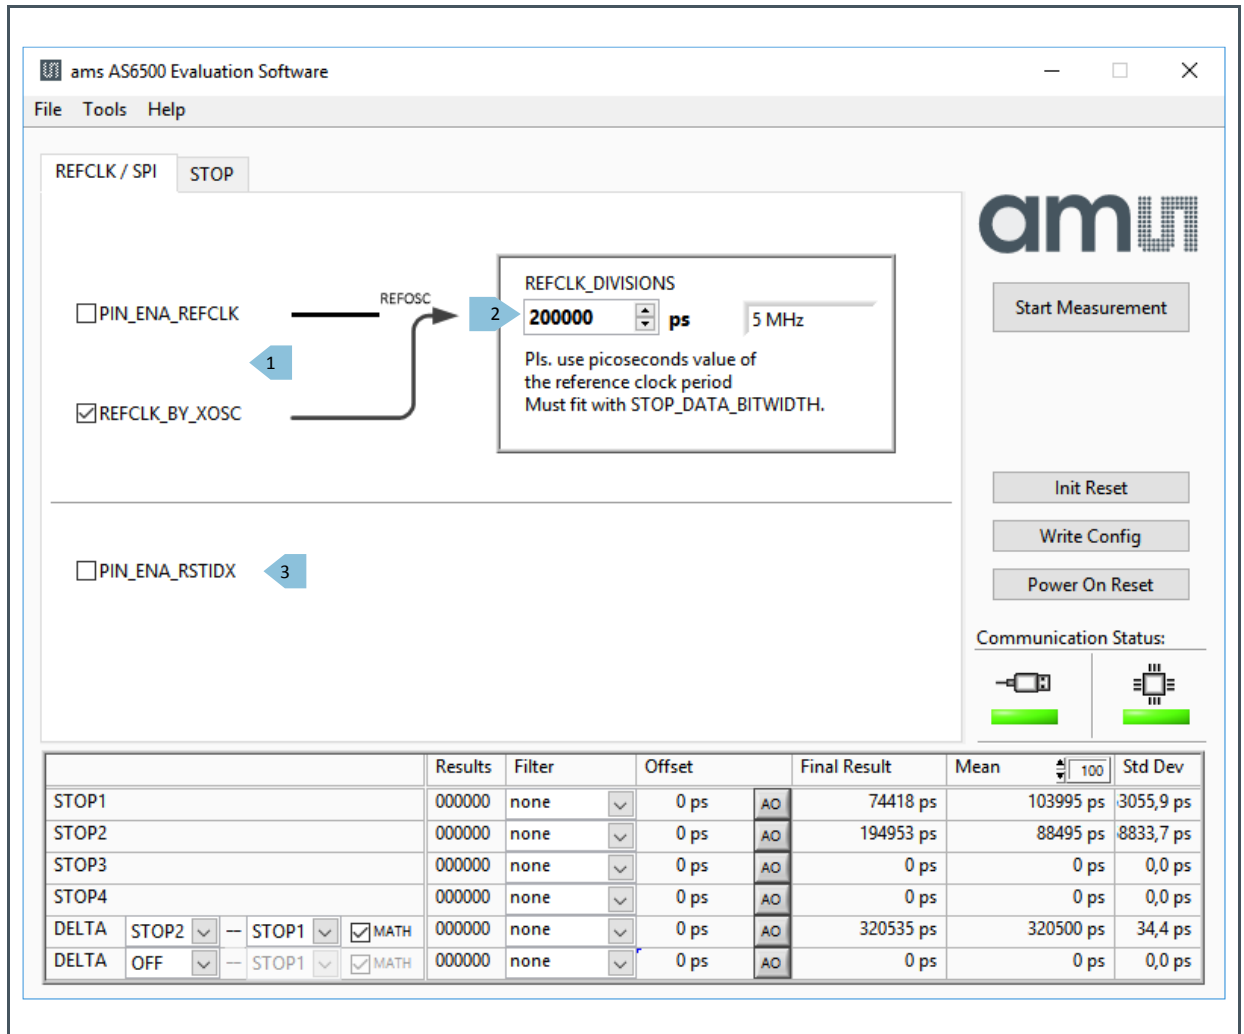 ams AS6500 Evaluation Software
File Tools Help
REFCLK / SPI STOP
ams
REFCLK_DIVISIONS
PIN_ENA_REFCLK REFOSC 2 200000 ps 5 MHz Start Measurement
Pls. use picoseconds value of
1
the reference clock period
Must fit with STOP_DATA_BITWIDTH.
REFCLK_BY_XOSC
Init Reset
Write Config
PIN_ENA_RSTIDX 3
Power On Reset
Communication Status:
Results Filter Offset Final Result Mean 100 Std Dev
STOP1 000000 none 0 ps AO 74418 ps 103995 ps 3055,9 ps
STOP2 000000 none 0 ps AO 194953 ps 88495 ps 8833,7 ps
STOP3 000000 none 0 ps AO 0 ps 0 ps 0,0 ps
STOP4 000000 none 0 ps AO 0 ps 0 ps 0,0 ps
DELTA STOP2 -- STOP1 MATH 000000 none 0 ps AO 320535 ps 320500 ps 34,4 ps
DELTA OFF -- STOP1 MATH 000000 none 0 ps AO 0 ps 0 ps 0,0 ps